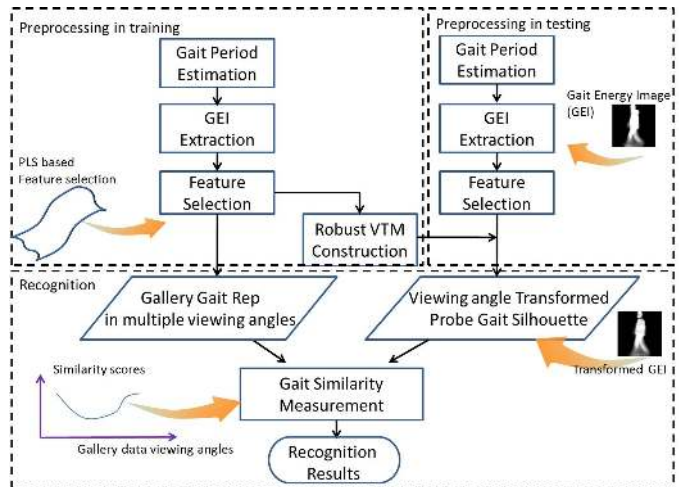 Preprocessing in training
Gait Period
Estimation
GEI
Extraction
PLS based
Feature selection
Feature
Selection
Robust VTM
Construction
Preprocessing in testing
Gait Period
Estimation
Gait Energy Image
(GEI)
GEI
Extraction
Feature
Selection
Recognition
Gallery Gait Rep
in multiple viewing angles
Viewing angle Transformed
Probe Gait Silhouette
Transformed GEI
Similarity scores
Gallery data viewing angles
Gait Similarity
Measurement
Recognition
Results